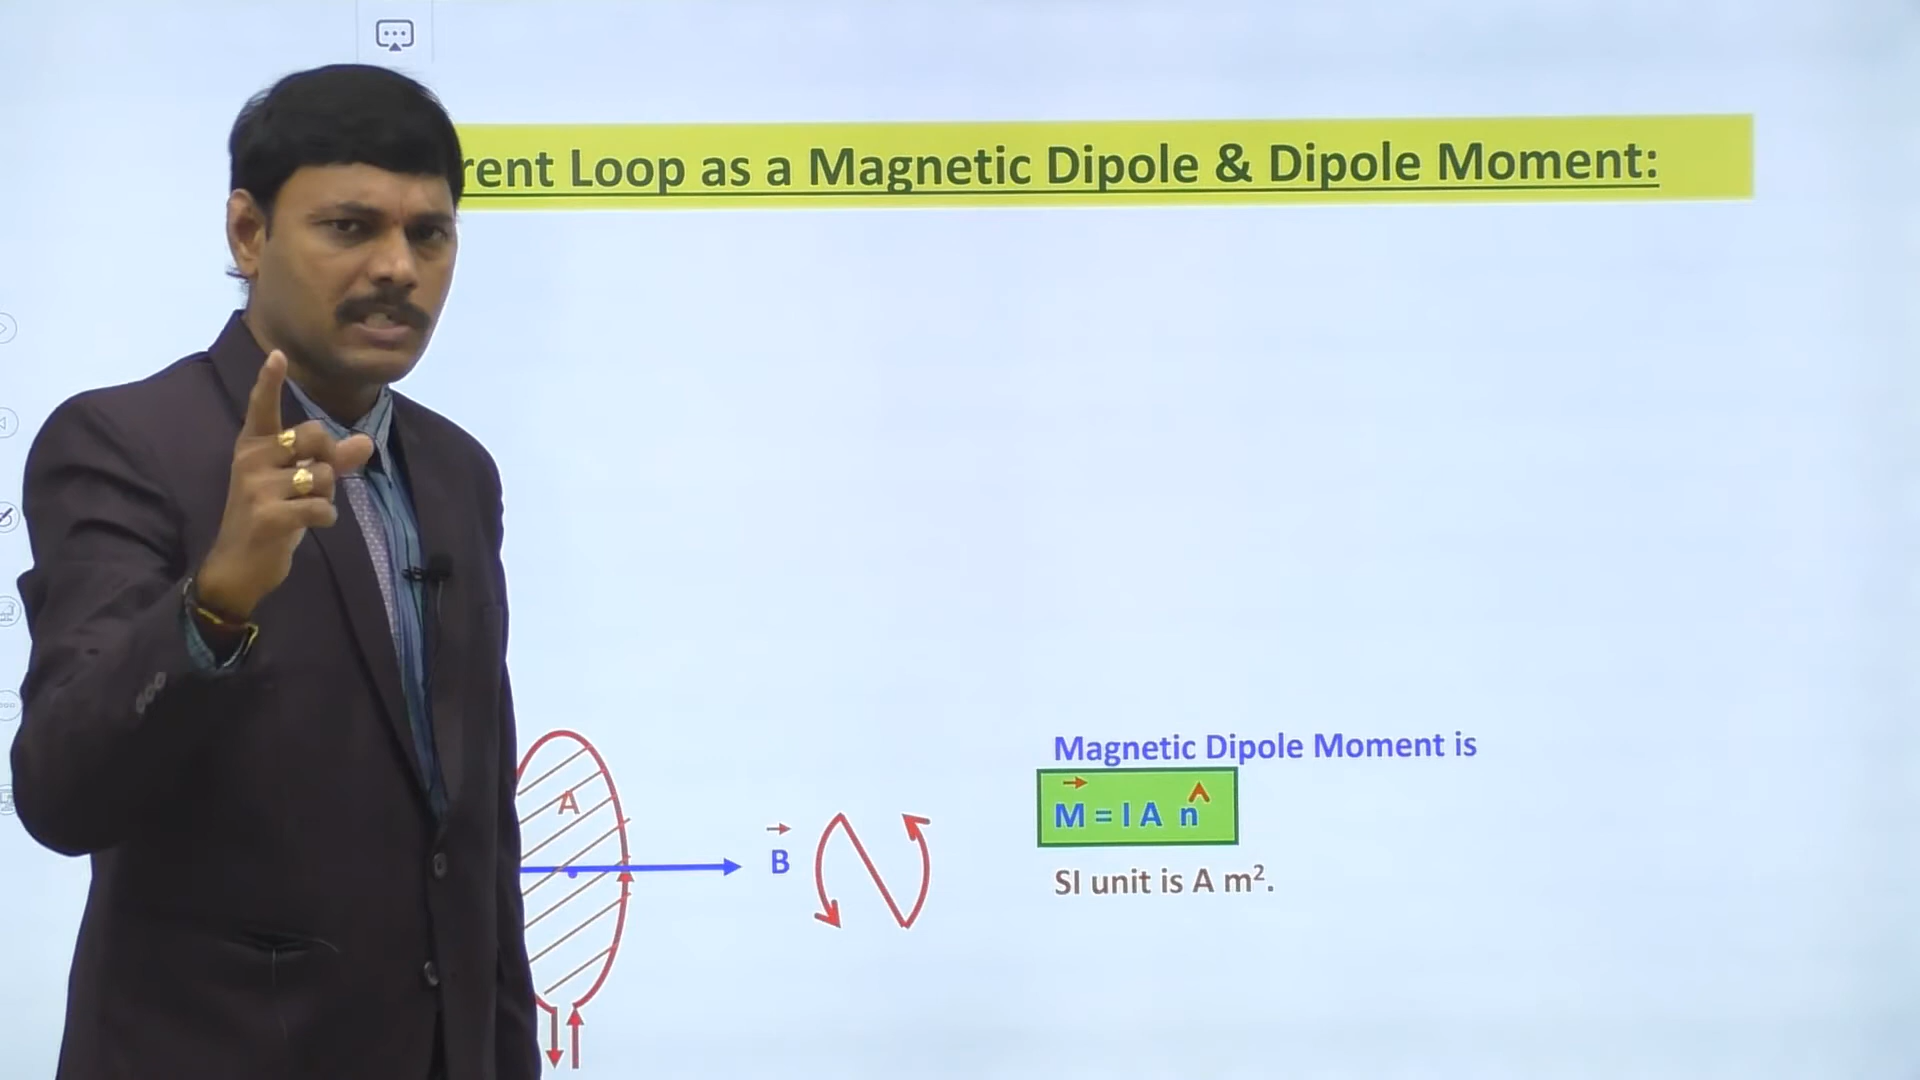 rent Loop as a Magnetic Dipole & Dipole Moment:
Magnetic Dipole Moment is
M⃗ = I A n̂
SI unit is A m².
A
B⃗
N